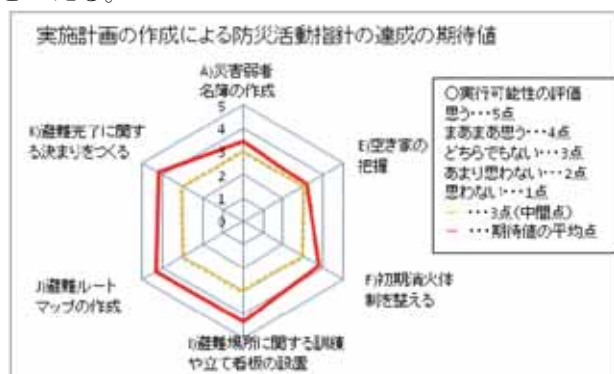 実施計画の作成による防災活動指針の達成の期待値
A)災害弱者
名簿の作成
5
4
3
2
1
0
E)空き家の
把握
F)初期消火体
制を整える
I)避難場所に関する訓練
や立て看板の設置
J)避難ルート
マップの作成
K)避難完了に関す
る決まりをつくる
○実行可能性の評価
思う・・・5点
まあまあ思う・・・4点
どちらでもない・・・3点
あまり思わない・・・2点
思わない・・・1点
・・・3点(中間点)
・・・期待値の平均点